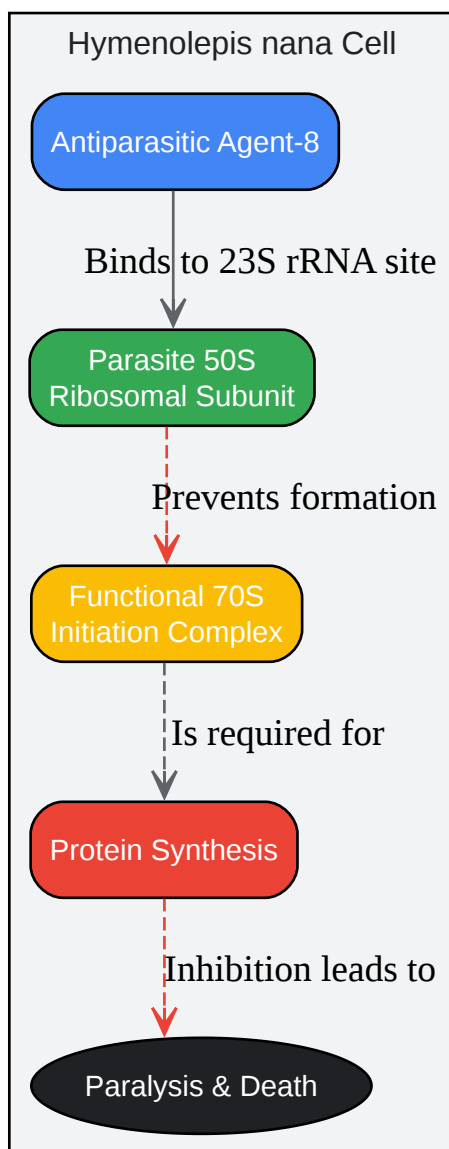 Hymenolepis nana Cell
Antiparasitic Agent-8
Binds to 23S rRNA site
Parasite 50S
Ribosomal Subunit
Prevents formation
Functional 70S
Initiation Complex
Is required for
Protein Synthesis
Inhibition leads to
Paralysis & Death